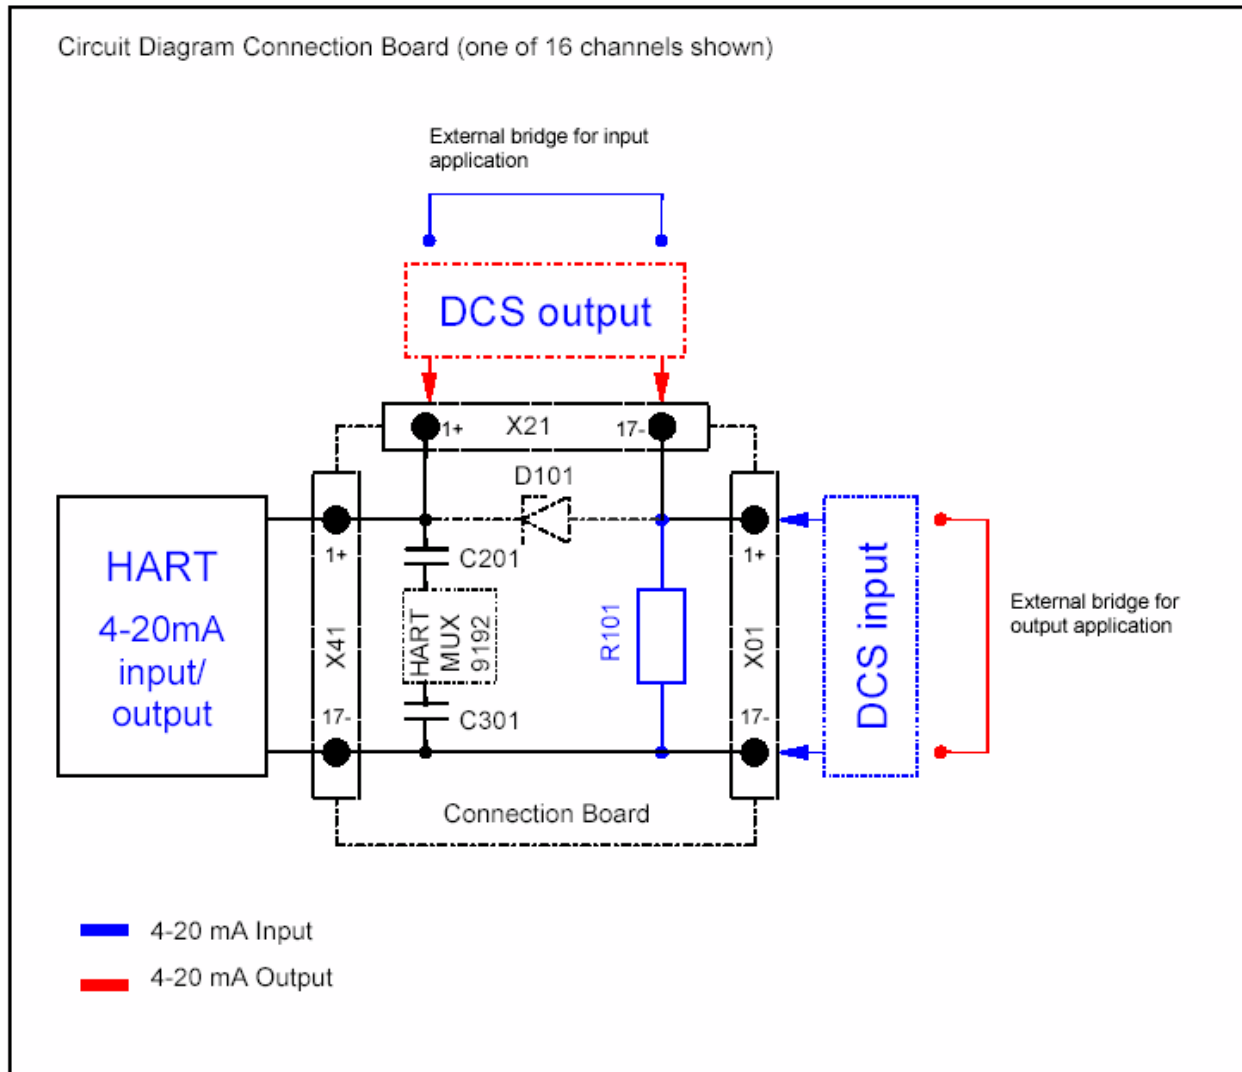 Circuit Diagram Connection Board (one of 16 channels shown)
External bridge for input
application
DCS output
1+
X21
17-
D101
HART
4-20mA
input/
output
1+
X41
17-
C201
HART
MUX
9192
C301
R101
1+
X01
17-
DCS input
External bridge for
output application
Connection Board
4-20 mA Input
4-20 mA Output